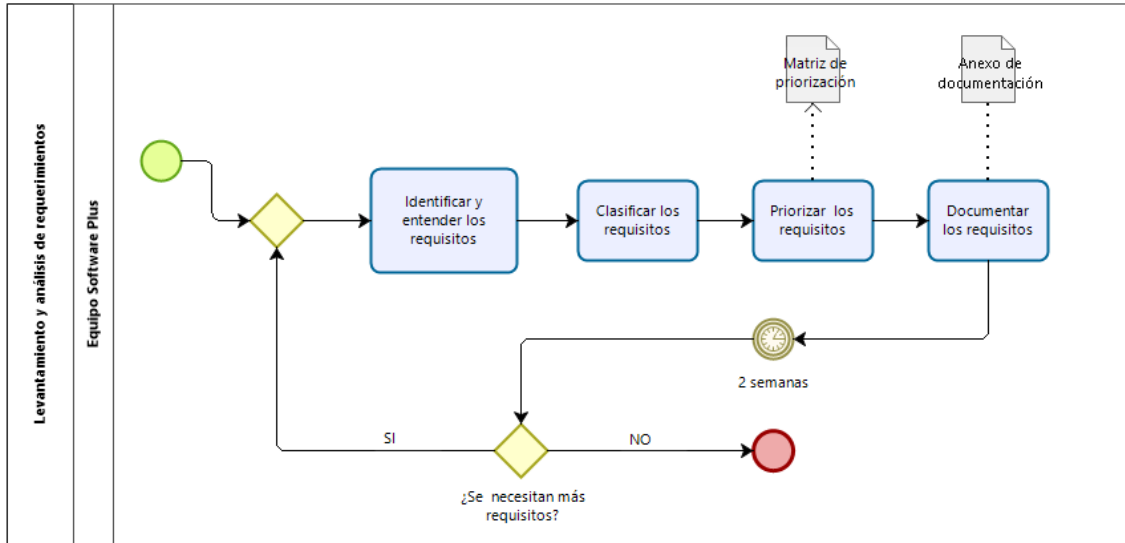 Levantamiento y análisis de requerimientos
Equipo Software Plus
Matriz de
priorización
Anexo de
documentación
Identificar y
entender los
requisitos
Clasificar los
requisitos
Priorizar los
requisitos
Documentar
los requisitos
2 semanas
SI
NO
¿Se necesitan más
requisitos?